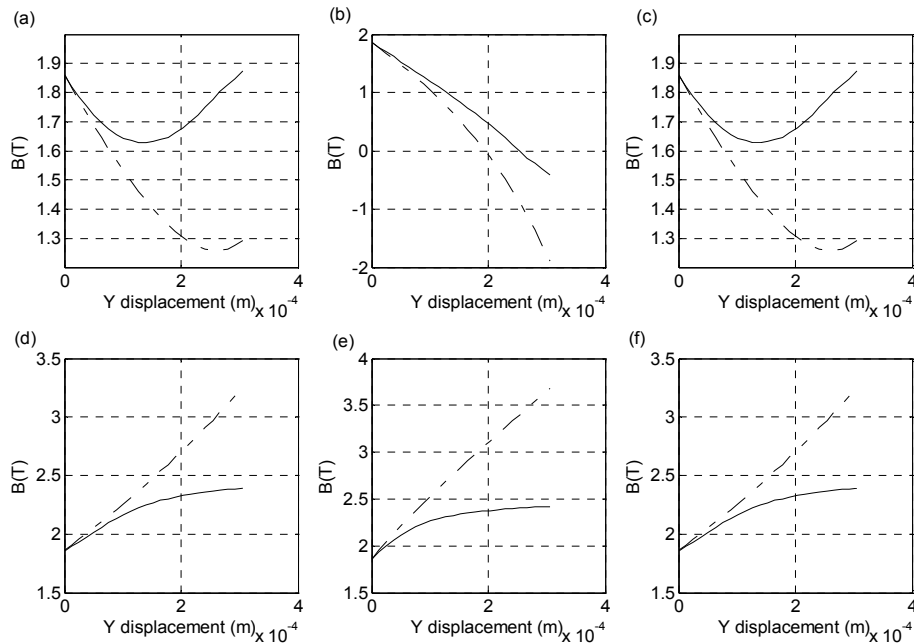 (a)
1.9
1.8
1.7
1.6
1.5
1.4
1.3
B(T)
0 2 4
Y displacement (m)
x 10-4
(b)
2
1
0
-1
-2
B(T)
0 2 4
Y displacement (m)
x 10-4
(c)
1.9
1.8
1.7
1.6
1.5
1.4
1.3
B(T)
0 2 4
Y displacement (m)
x 10-4
(d)
3.5
3
2.5
2
1.5
B(T)
0 2 4
Y displacement (m)
x 10-4
(e)
4
3.5
3
2.5
2
1.5
B(T)
0 2 4
Y displacement (m)
x 10-4
(f)
3.5
3
2.5
2
1.5
B(T)
0 2 4
Y displacement (m)
x 10-4